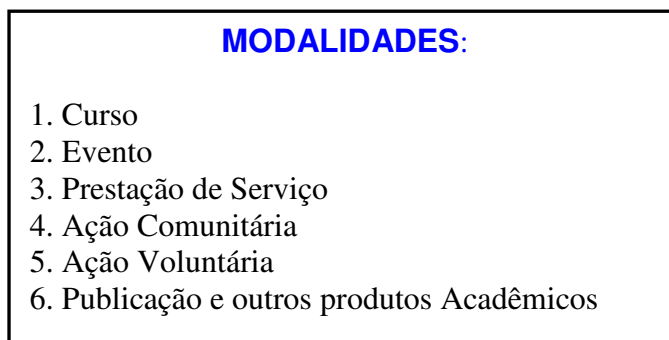 MODALIDADES:
1. Curso
2. Evento
3. Prestação de Serviço
4. Ação Comunitária
5. Ação Voluntária
6. Publicação e outros produtos Acadêmicos